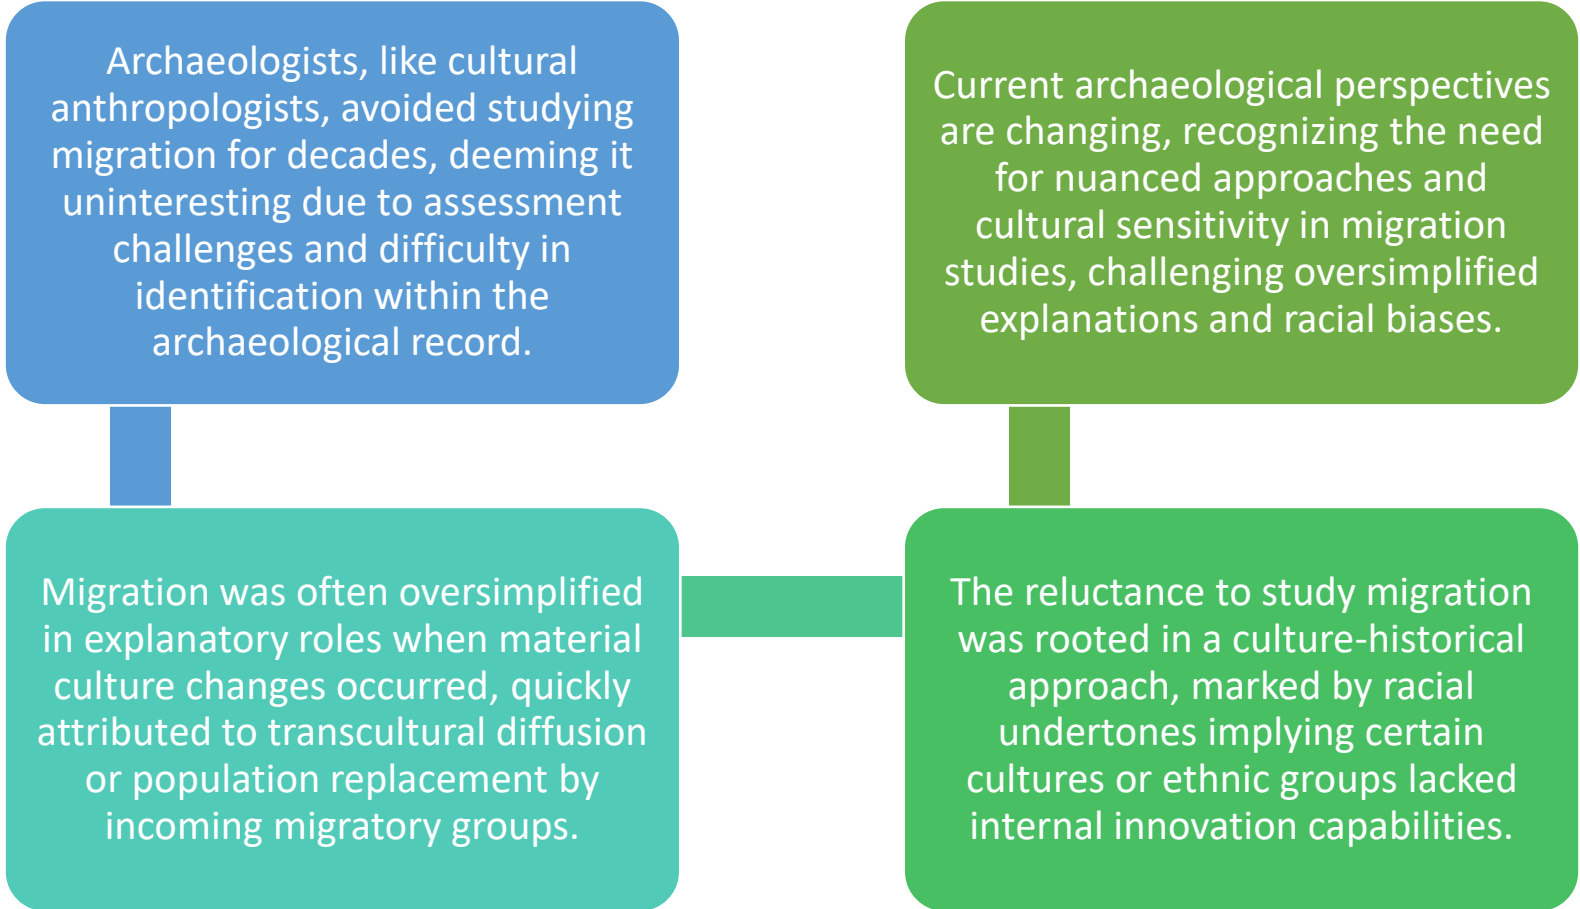 Archaeologists, like cultural
anthropologists, avoided studying
migration for decades, deeming it
uninteresting due to assessment
challenges and difficulty in
identification within the
archaeological record.
Migration was often oversimplified
in explanatory roles when material
culture changes occurred, quickly
attributed to transcultural diffusion
or population replacement by
incoming migratory groups.
The reluctance to study migration
was rooted in a culture-historical
approach, marked by racial
undertones implying certain
cultures or ethnic groups lacked
internal innovation capabilities.
Current archaeological perspectives
are changing, recognizing the need
for nuanced approaches and
cultural sensitivity in migration
studies, challenging oversimplified
explanations and racial biases.